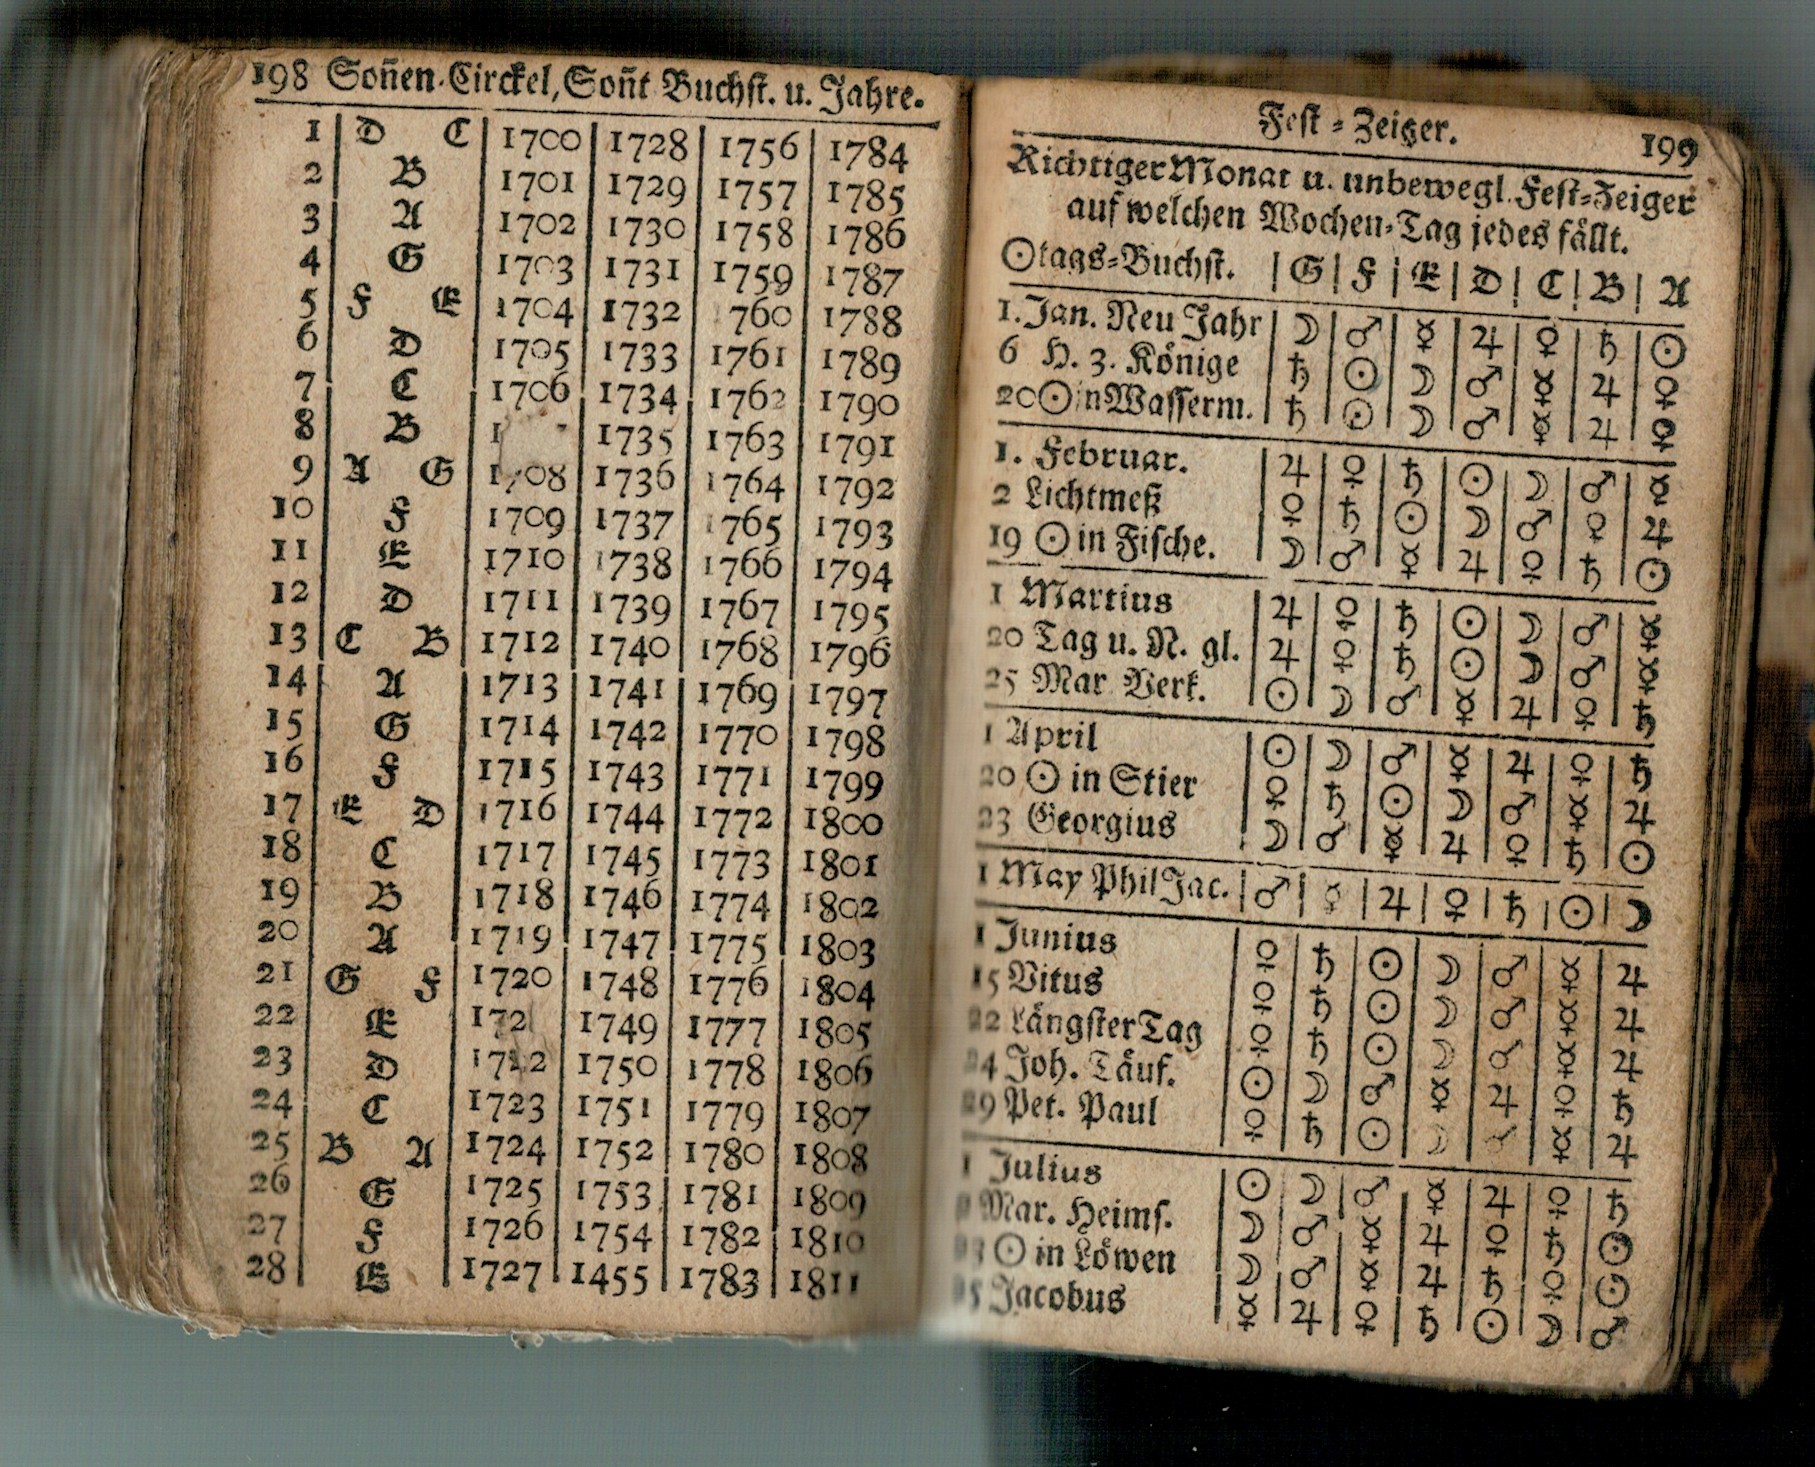 198 Soñen-Circkel, Soñt Buchst. u. Jahre.
1 D C 1700 1728 1756 1784
2 B 1701 1729 1757 1785
3 A 1702 1730 1758 1786
4 G 1703 1731 1759 1787
5 F E 1704 1732 760 1788
6 D 1705 1733 1761 1789
7 C 1706 1734 1762 1790
8 B 1735 1763 1791
9 A G 1708 1736 1764 1792
10 F 1709 1737 1765 1793
11 E 1710 1738 1766 1794
12 D 1711 1739 1767 1795
13 C B 1712 1740 1768 1796
14 A 1713 1741 1769 1797
15 G 1714 1742 1770 1798
16 F 1715 1743 1771 1799
17 E D 1716 1744 1772 1800
18 C 1717 1745 1773 1801
19 B 1718 1746 1774 1802
20 A 1719 1747 1775 1803
21 G F 1720 1748 1776 1804
22 E 1721 1749 1777 1805
23 D 1722 1750 1778 1806
24 C 1723 1751 1779 1807
25 B A 1724 1752 1780 1808
26 G 1725 1753 1781 1809
27 F 1726 1754 1782 1810
28 E 1727 1455 1783 1811
Fest-Zeiger. 199
Richtiger Monat u. unbewegl. Fest-Zeiger
auf welchen Wochen-Tag jedes fällt.
☉tags-Buchst. G F E D C B A
1. Jan. Neu Jahr ☽ ♂ ☿ ♃ ♀ ♄ ☉
6 H. 3. Könige ♄ ☉ ☽ ♂ ☿ ♃ ♀
20 ☉ in Wasserm. ♄ ☉ ☽ ♂ ☿ ♃ ♀
1. Februar. ♃ ♀ ♄ ☉ ☽ ♂ ☿
2 Lichtmeß ♀ ♄ ☉ ☽ ♂ ♀ ♃
19 ☉ in Fische. ☽ ♂ ☿ ♃ ♀ ♄ ☉
1 Martius ♃ ♀ ♄ ☉ ☽ ♂ ☿
20 Tag u. N. gl. ♃ ♀ ♄ ☉ ☽ ♂ ☿
25 Mar Verk. ☉ ☽ ♂ ☿ ♃ ♀ ♄
1 April ☉ ☽ ♂ ☿ ♃ ♀ ♄
20 ☉ in Stier ♀ ♄ ☉ ☽ ♂ ☿ ♃
23 Georgius ☽ ♂ ☿ ♃ ♀ ♄ ☉
1 May Phil Jac. ♂ ☿ ♃ ♀ ♄ ☉ ☽
1 Junius ♀ ♄ ☉ ☽ ♂ ☿ ♃
15 Vitus ♀ ♄ ☉ ☽ ♂ ☿ ♃
22 Längster Tag ♀ ♄ ☉ ☽ ♂ ☿ ♃
24 Joh. Täuf. ☉ ☽ ♂ ☿ ♃ ♀ ♄
29 Pet. Paul ♀ ♄ ☉ ☽ ♂ ☿ ♃
1 Julius ☉ ☽ ♂ ☿ ♃ ♀ ♄
Mar. Heims. ☽ ♂ ☿ ♃ ♀ ♄ ☉
☉ in Löwen ☽ ♂ ☿ ♃ ♄ ♀ ☉
Jacobus ☿ ♃ ♀ ♄ ☉ ☽ ♂